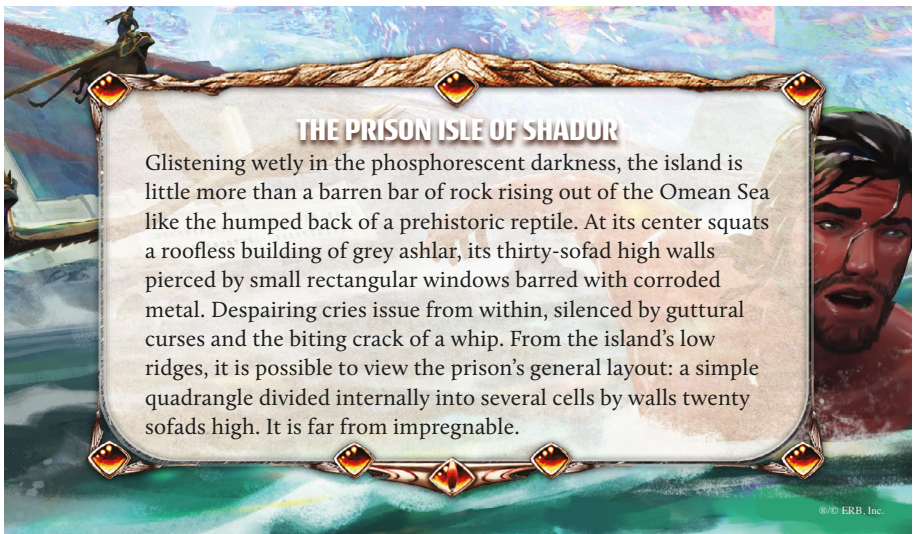 THE PRISON ISLE OF SHADOR
Glistening wetly in the phosphorescent darkness, the island is
little more than a barren bar of rock rising out of the Omean Sea
like the humped back of a prehistoric reptile. At its center squats
a roofless building of grey ashlar, its thirty-sofad high walls
pierced by small rectangular windows barred with corroded
metal. Despairing cries issue from within, silenced by guttural
curses and the biting crack of a whip. From the island’s low
ridges, it is possible to view the prison’s general layout: a simple
quadrangle divided internally into several cells by walls twenty
sofads high. It is far from impregnable.
®/© ERB, Inc.